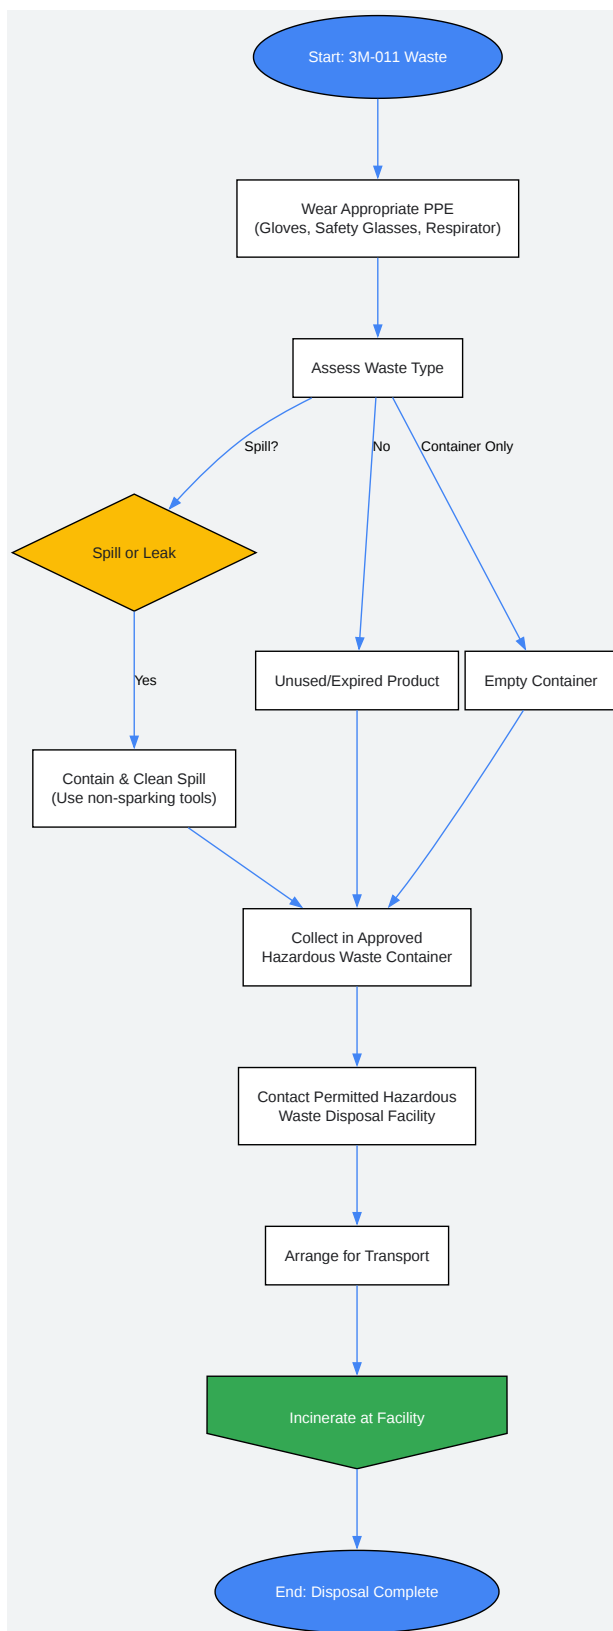 Start: 3M-011 Waste
Wear Appropriate PPE
(Gloves, Safety Glasses, Respirator)
Assess Waste Type
Spill?
No
Container Only
Spill or Leak
Yes
Unused/Expired Product
Empty Container
Contain & Clean Spill
(Use non-sparking tools)
Collect in Approved
Hazardous Waste Container
Contact Permitted Hazardous
Waste Disposal Facility
Arrange for Transport
Incinerate at Facility
End: Disposal Complete